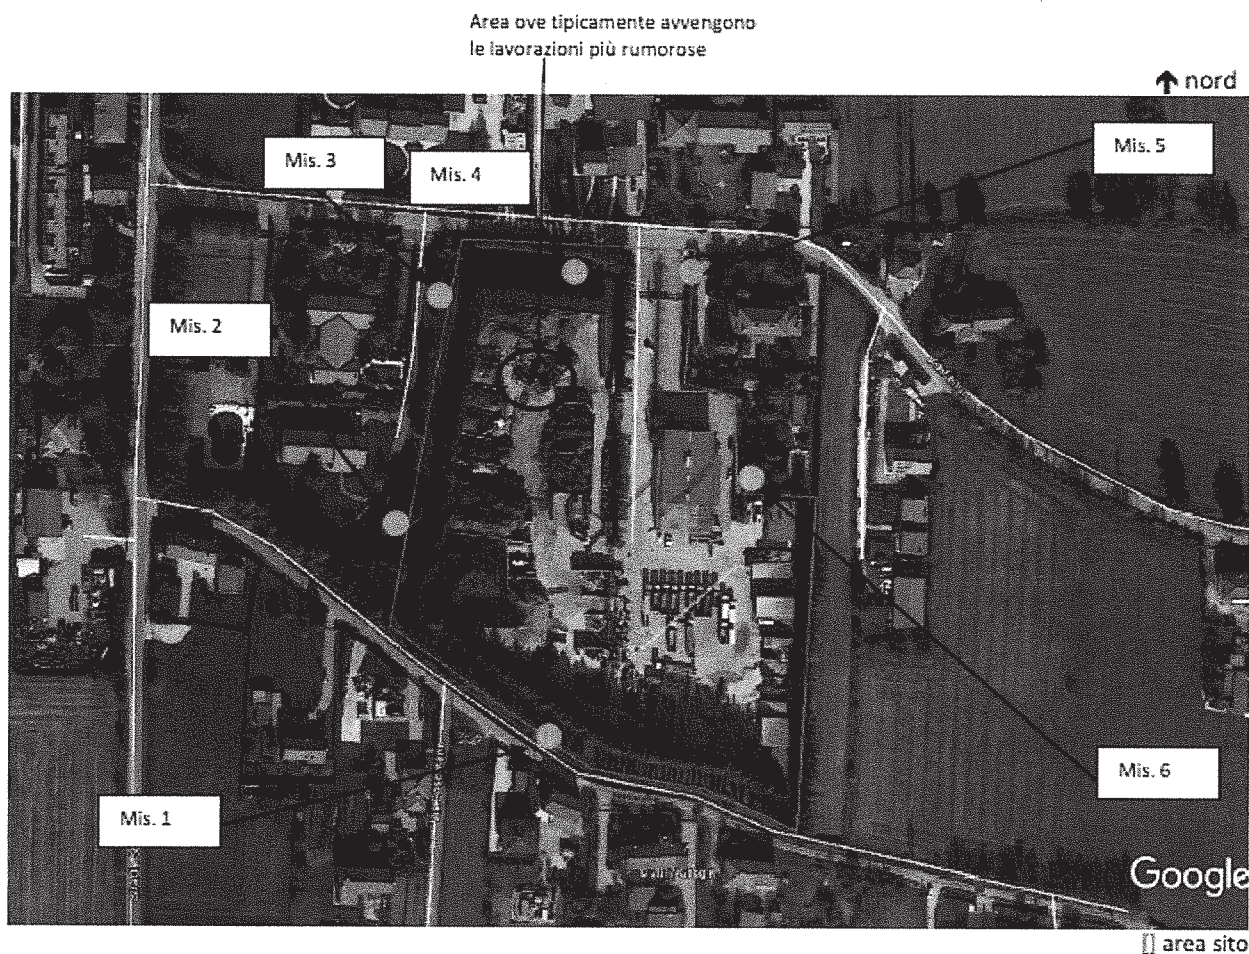 Area ove tipicamente avvengono
le lavorazioni più rumorose
nord
Mis. 3
Mis. 4
Mis. 5
Mis. 2
Mis. 6
Mis. 1
Google
[] area sito